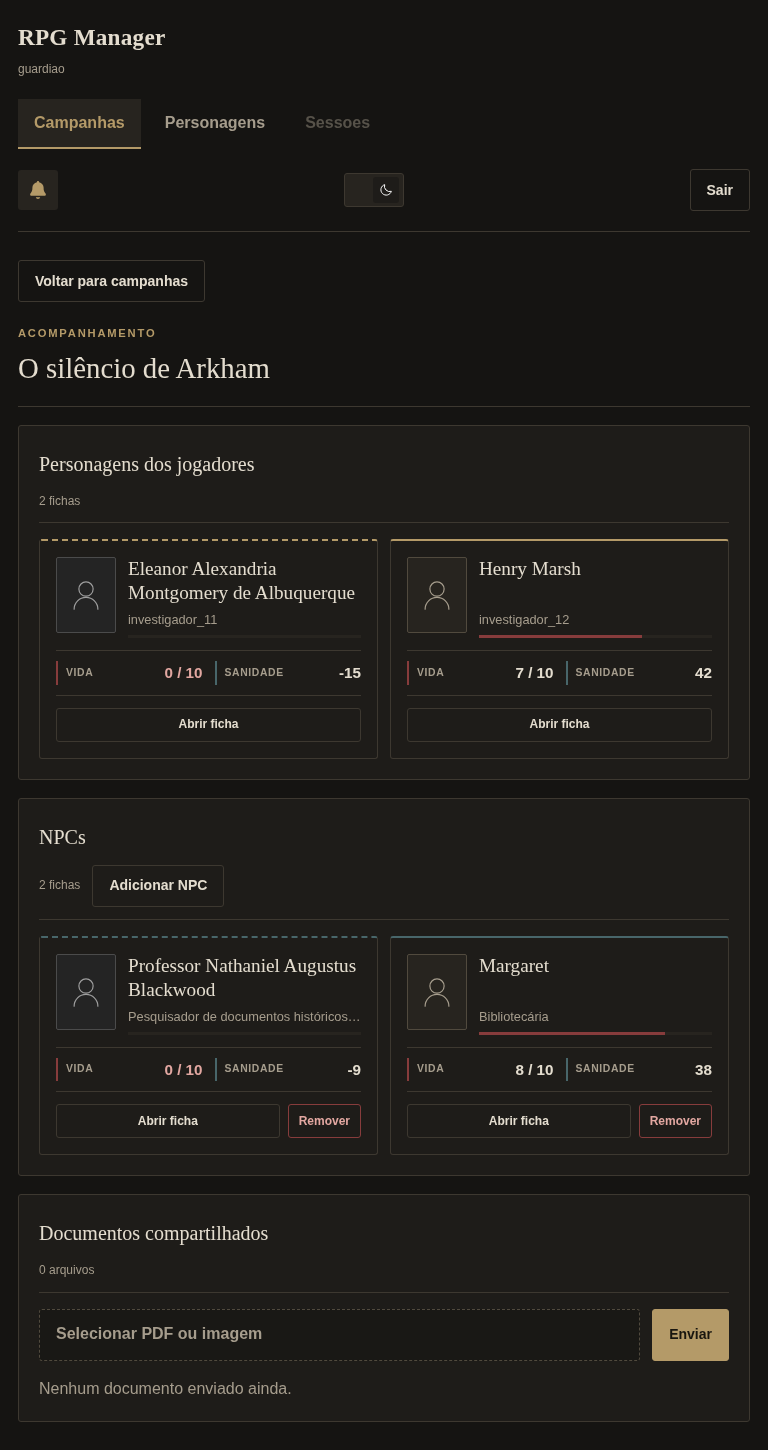 RPG Manager
guardiao
Campanhas Personagens Sessoes
Sair
Voltar para campanhas
ACOMPANHAMENTO
O silêncio de Arkham
Personagens dos jogadores
2 fichas
Eleanor Alexandria
Montgomery de Albuquerque
investigador_11
VIDA 0 / 10 SANIDADE -15
Abrir ficha
Henry Marsh
investigador_12
VIDA 7 / 10 SANIDADE 42
Abrir ficha
NPCs
2 fichas Adicionar NPC
Professor Nathaniel Augustus
Blackwood
Pesquisador de documentos históricos…
VIDA 0 / 10 SANIDADE -9
Abrir ficha Remover
Margaret
Bibliotecária
VIDA 8 / 10 SANIDADE 38
Abrir ficha Remover
Documentos compartilhados
0 arquivos
Selecionar PDF ou imagem Enviar
Nenhum documento enviado ainda.